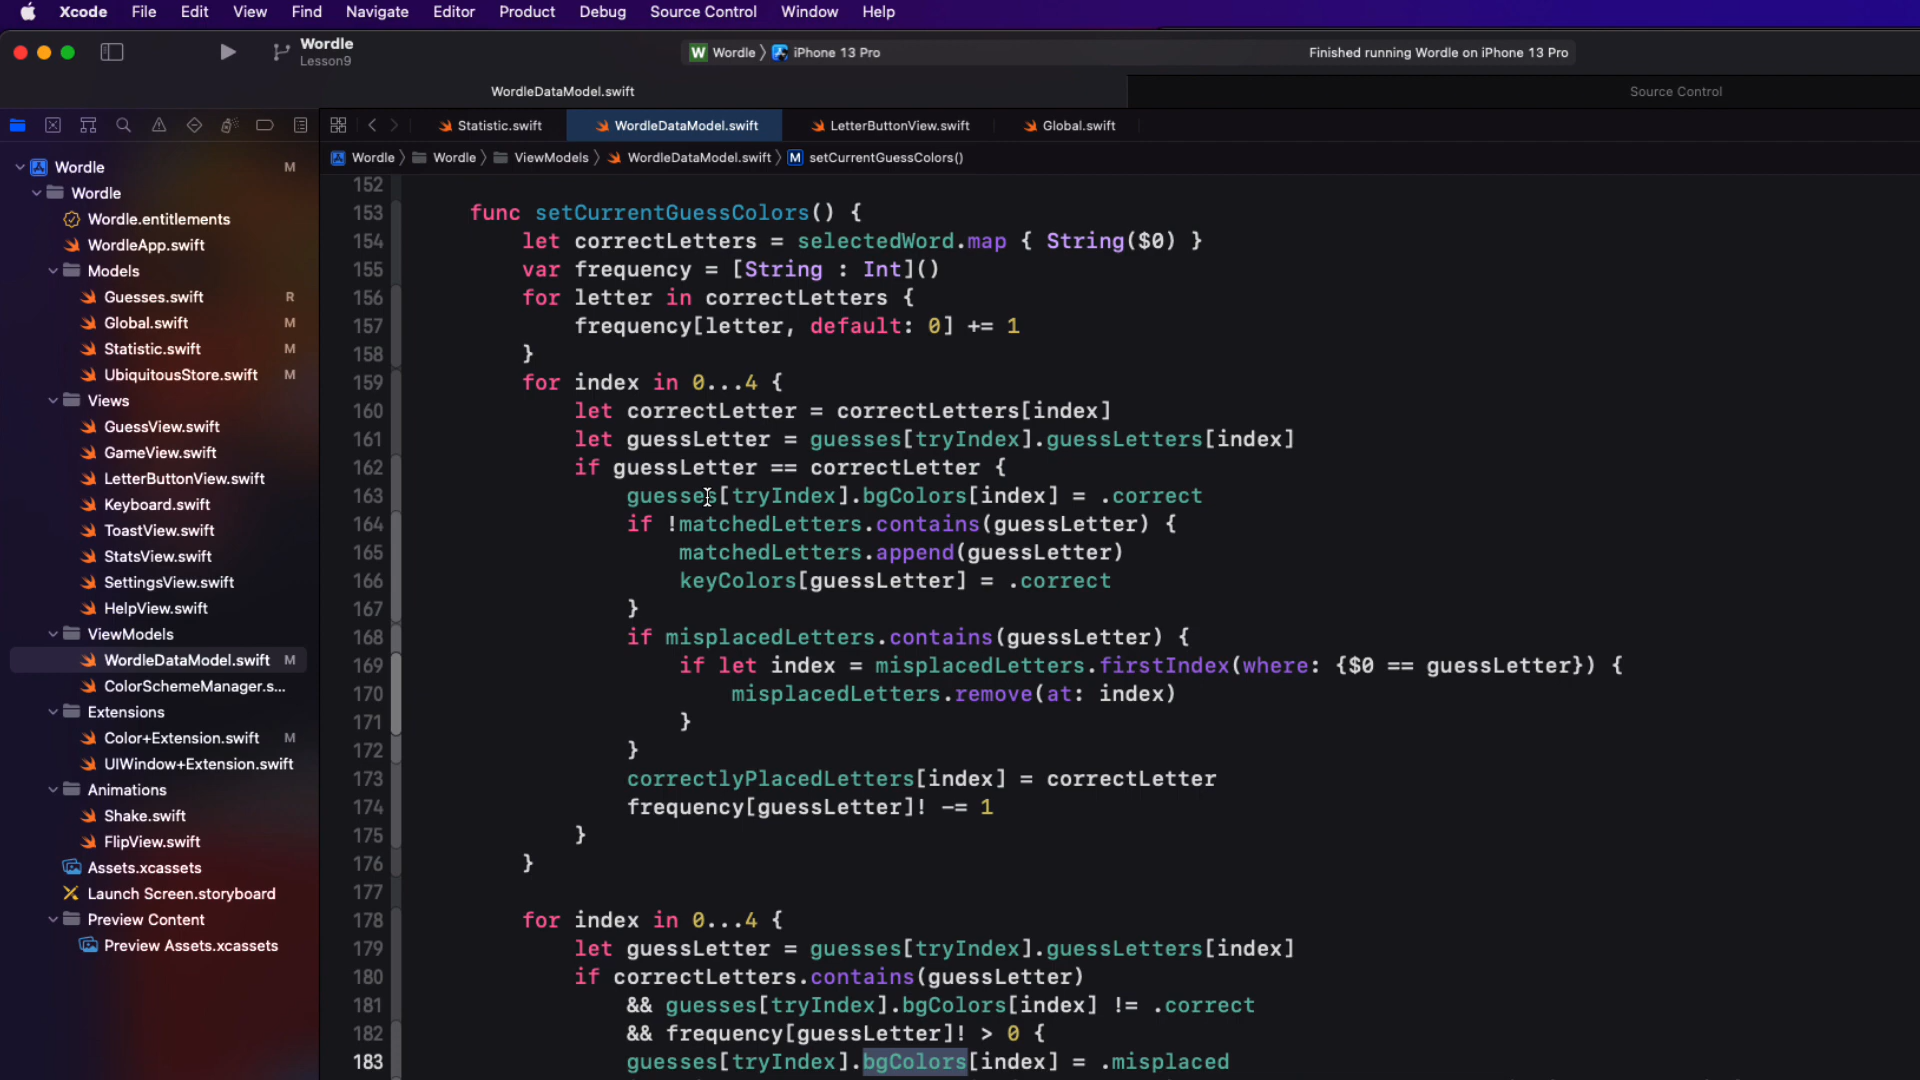 Xcode File Edit View Find Navigate Editor Product Debug Source Control Window Help
Wordle
Lesson9
W Wordle iPhone 13 Pro
Finished running Wordle on iPhone 13 Pro
WordleDataModel.swift
Source Control
Statistic.swift WordleDataModel.swift LetterButtonView.swift Global.swift
Wordle Wordle ViewModels WordleDataModel.swift M setCurrentGuessColors()
Wordle M
Wordle
Wordle.entitlements
WordleApp.swift
Models
Guesses.swift R
Global.swift M
Statistic.swift M
UbiquitousStore.swift M
Views
GuessView.swift
GameView.swift
LetterButtonView.swift
Keyboard.swift
ToastView.swift
StatsView.swift
SettingsView.swift
HelpView.swift
ViewModels
WordleDataModel.swift M
ColorSchemeManager.s...
Extensions
Color+Extension.swift M
UIWindow+Extension.swift
Animations
Shake.swift
FlipView.swift
Assets.xcassets
Launch Screen.storyboard
Preview Content
Preview Assets.xcassets
152
153 func setCurrentGuessColors() {
154 let correctLetters = selectedWord.map { String($0) }
155 var frequency = [String : Int]()
156 for letter in correctLetters {
157 frequency[letter, default: 0] += 1
158 }
159 for index in 0...4 {
160 let correctLetter = correctLetters[index]
161 let guessLetter = guesses[tryIndex].guessLetters[index]
162 if guessLetter == correctLetter {
163 guesses[tryIndex].bgColors[index] = .correct
164 if !matchedLetters.contains(guessLetter) {
165 matchedLetters.append(guessLetter)
166 keyColors[guessLetter] = .correct
167 }
168 if misplacedLetters.contains(guessLetter) {
169 if let index = misplacedLetters.firstIndex(where: {$0 == guessLetter}) {
170 misplacedLetters.remove(at: index)
171 }
172 }
173 correctlyPlacedLetters[index] = correctLetter
174 frequency[guessLetter]! -= 1
175 }
176 }
177
178 for index in 0...4 {
179 let guessLetter = guesses[tryIndex].guessLetters[index]
180 if correctLetters.contains(guessLetter)
181 && guesses[tryIndex].bgColors[index] != .correct
182 && frequency[guessLetter]! > 0 {
183 guesses[tryIndex].bgColors[index] = .misplaced